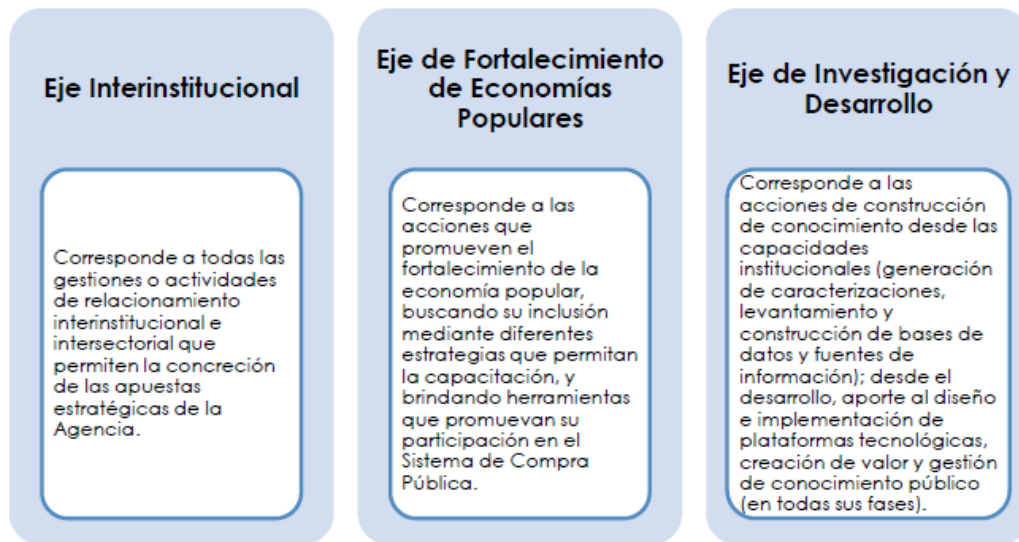 Eje Interinstitucional
Corresponde a todas las
gestiones o actividades
de relacionamiento
interinstitucional e
intersectorial que
permiten la concreción
de las apuestas
estratégicas de la
Agencia.
Eje de Fortalecimiento
de Economías
Populares
Corresponde a las
acciones que
promueven el
fortalecimiento de la
economía popular,
buscando su inclusión
mediante diferentes
estrategias que permitan
la capacitación, y
brindando herramientas
que promuevan su
participación en el
Sistema de Compra
Pública.
Eje de Investigación y
Desarrollo
Corresponde a las
acciones de construcción
de conocimiento desde las
capacidades
institucionales (generación
de caracterizaciones,
levantamiento y
construcción de bases de
datos y fuentes de
información); desde el
desarrollo, aporte al diseño
e implementación de
plataformas tecnológicas,
creación de valor y gestión
de conocimiento público
(en todas sus fases).